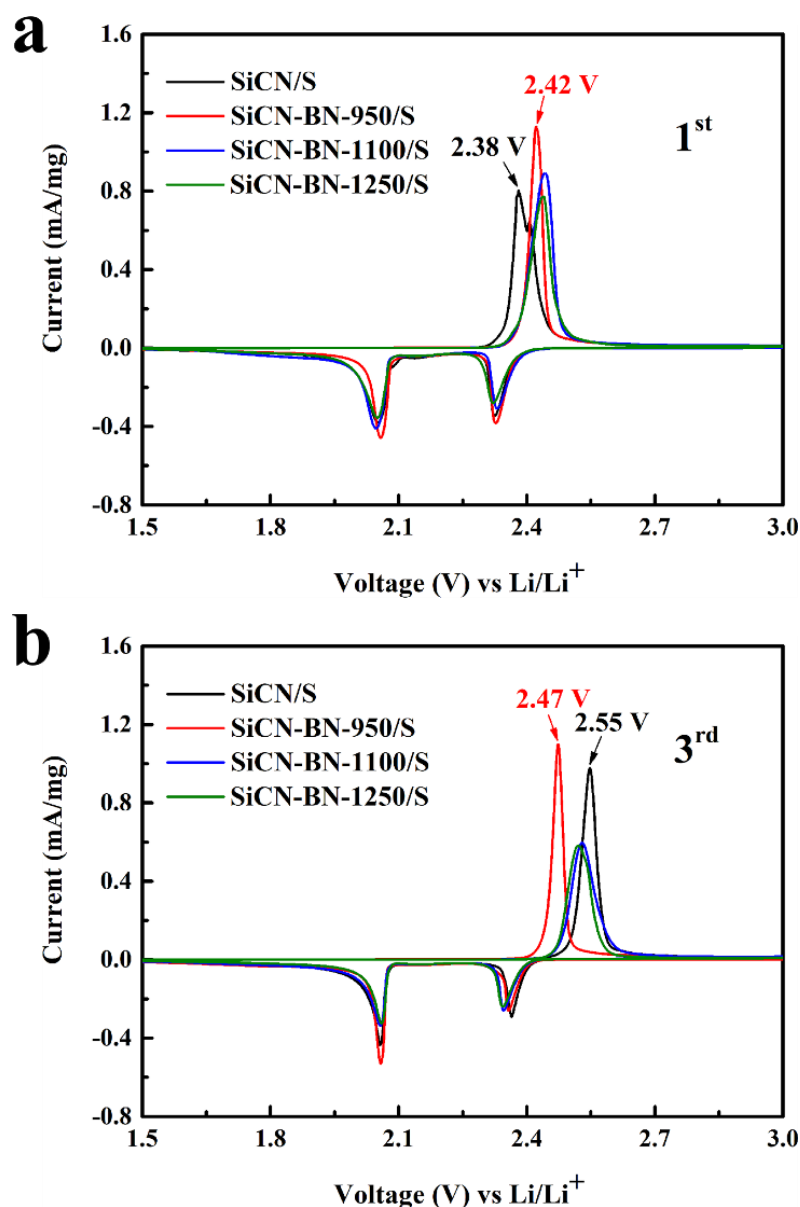 a
1.6
1.2
0.8
0.4
0.0
-0.4
-0.8
Current (mA/mg)
SiCN/S
SiCN-BN-950/S
SiCN-BN-1100/S
SiCN-BN-1250/S
2.42 V
2.38 V
1st
1.5 1.8 2.1 2.4 2.7 3.0
Voltage (V) vs Li/Li+
b
1.6
1.2
0.8
0.4
0.0
-0.4
-0.8
Current (mA/mg)
SiCN/S
SiCN-BN-950/S
SiCN-BN-1100/S
SiCN-BN-1250/S
2.47 V
2.55 V
3rd
1.5 1.8 2.1 2.4 2.7 3.0
Voltage (V) vs Li/Li+